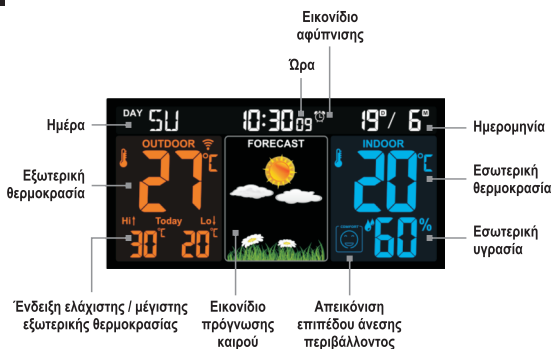 Εικονίδιο
αφύπνισης
Ώρα
Ημέρα
DAY SU 10:30 09 19 D / 6 M
Ημερομηνία
OUTDOOR
FORECAST
INDOOR
Εξωτερική
θερμοκρασία
27 °C
20 °C
Εσωτερική
θερμοκρασία
Hi↑ Today Lo↓
30 °C 20 °C
COMFORT
60 %
Εσωτερική
υγρασία
Ένδειξη ελάχιστης / μέγιστης
εξωτερικής θερμοκρασίας
Εικονίδιο
πρόγνωσης
καιρού
Απεικόνιση
επιπέδου άνεσης
περιβάλλοντος